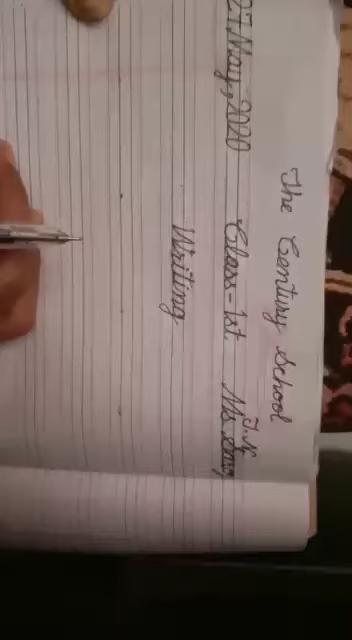 The Century School
27 May, 2020 Class - 1st T.N
Ms.
Writing